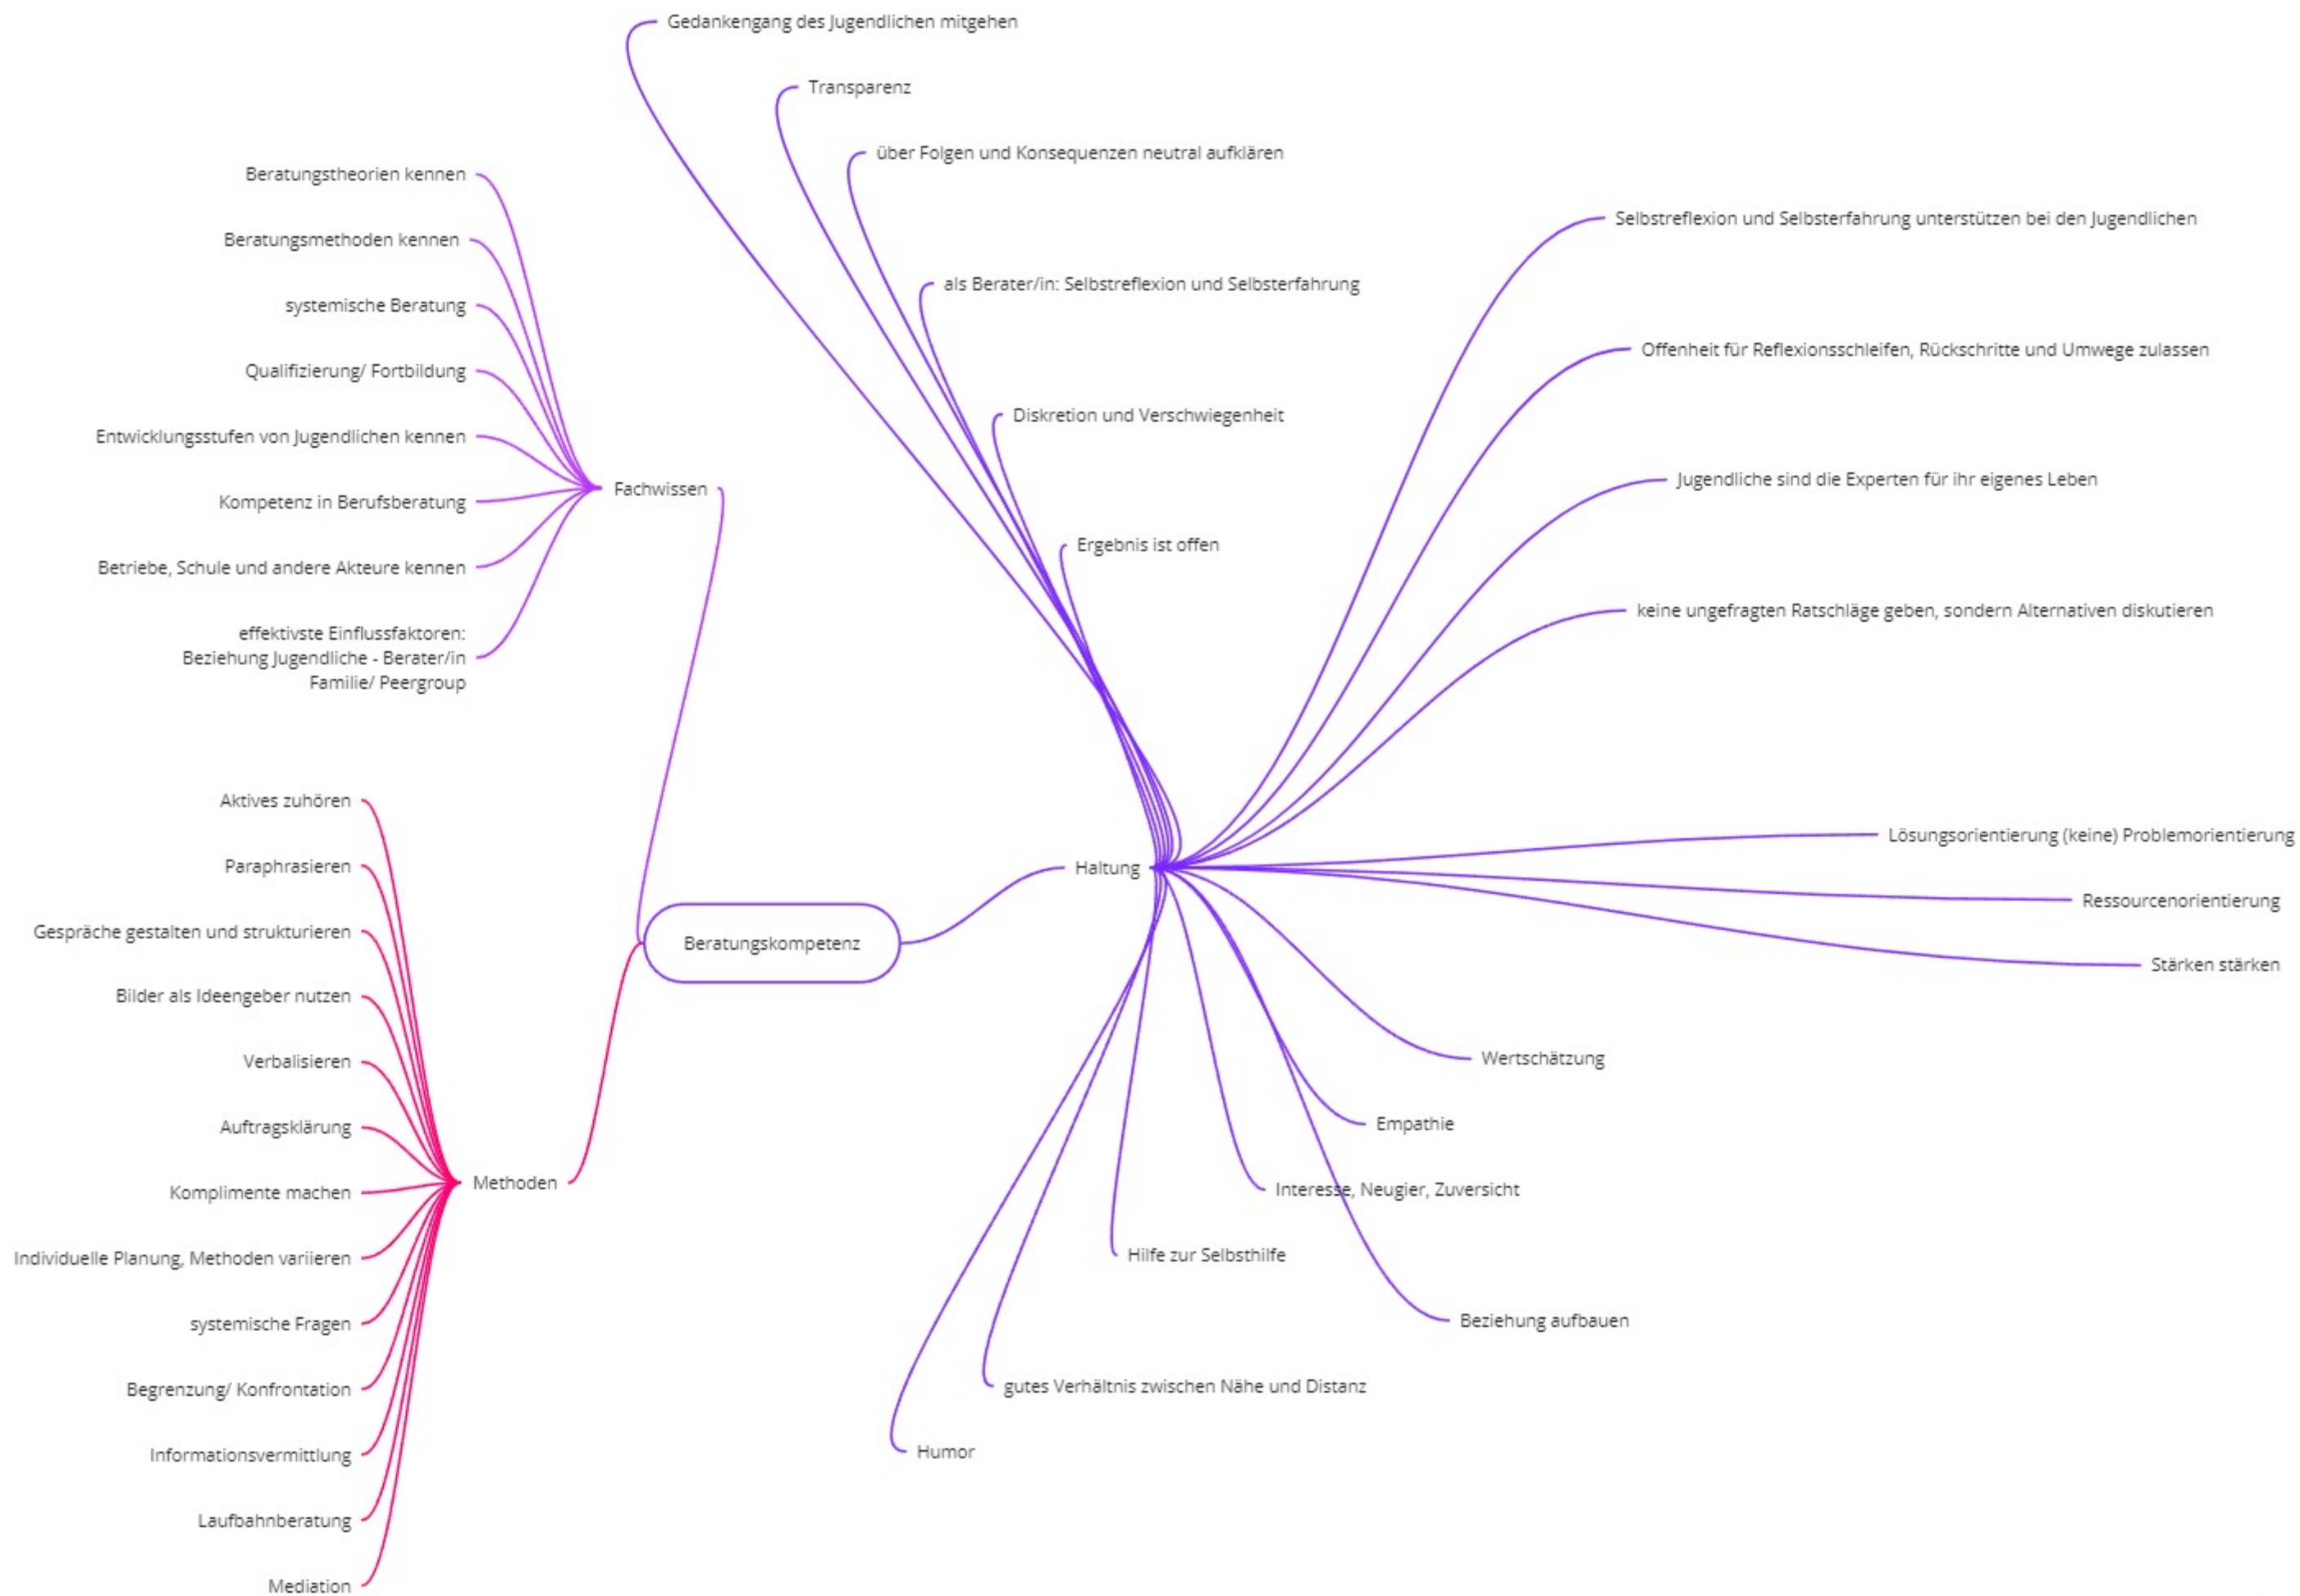 Gedankengang des Jugendlichen mitgehen
Transparenz
über Folgen und Konsequenzen neutral aufklären
als Berater/in: Selbstreflexion und Selbsterfahrung
Diskretion und Verschwiegenheit
Ergebnis ist offen
Selbstreflexion und Selbsterfahrung unterstützen bei den Jugendlichen
Offenheit für Reflexionsschleifen, Rückschritte und Umwege zulassen
Jugendliche sind die Experten für ihr eigenes Leben
keine ungefragten Ratschläge geben, sondern Alternativen diskutieren
Beratungstheorien kennen
Beratungsmethoden kennen
systemische Beratung
Qualifizierung/ Fortbildung
Entwicklungsstufen von Jugendlichen kennen
Kompetenz in Berufsberatung
Betriebe, Schule und andere Akteure kennen
effektivste Einflussfaktoren:
Beziehung Jugendliche - Berater/in
Familie/ Peergroup
Fachwissen
Beratungskompetenz
Haltung
Lösungsorientierung (keine) Problemorientierung
Ressourcenorientierung
Stärken stärken
Wertschätzung
Empathie
Interesse, Neugier, Zuversicht
Hilfe zur Selbsthilfe
Beziehung aufbauen
gutes Verhältnis zwischen Nähe und Distanz
Humor
Aktives zuhören
Paraphrasieren
Gespräche gestalten und strukturieren
Bilder als Ideengeber nutzen
Verbalisieren
Auftragsklärung
Komplimente machen
Individuelle Planung, Methoden variieren
systemische Fragen
Begrenzung/ Konfrontation
Informationsvermittlung
Laufbahnberatung
Mediation
Methoden